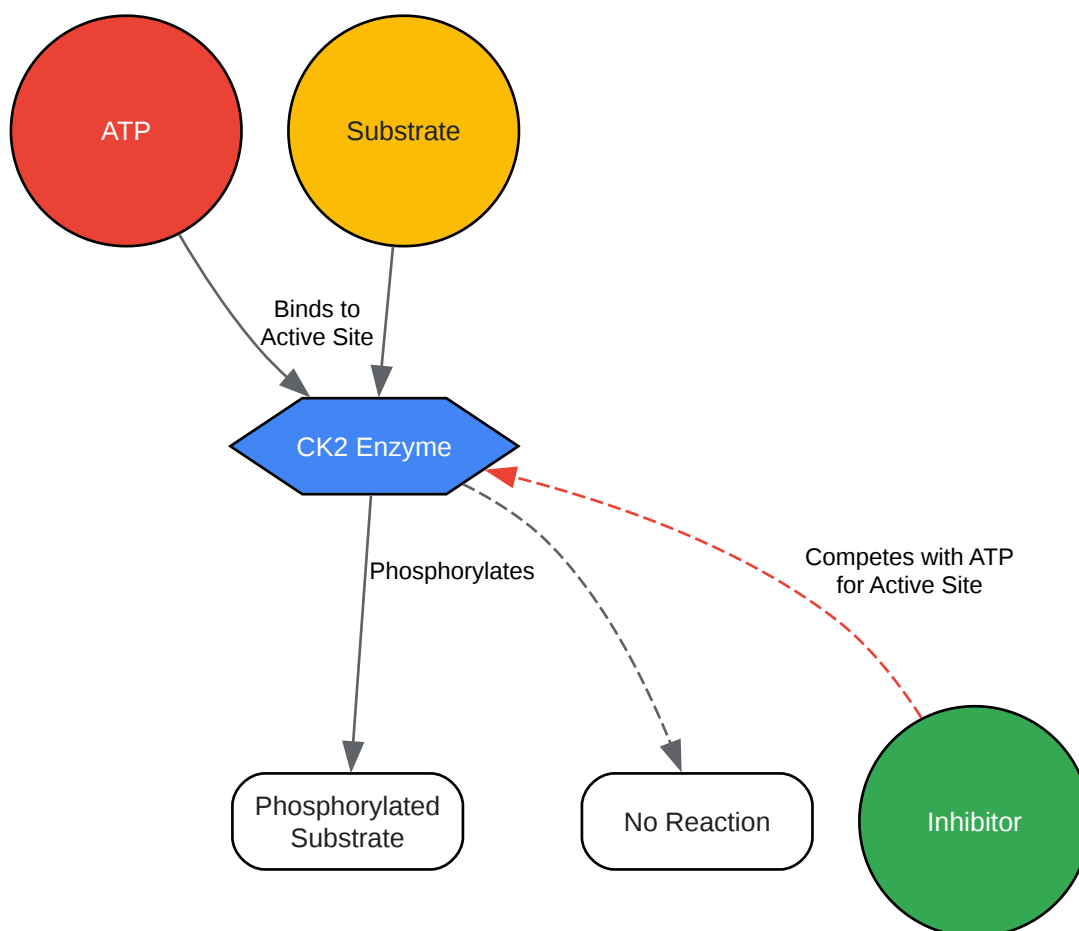 ATP
Substrate
Binds to
Active Site
CK2 Enzyme
Phosphorylates
Competes with ATP
for Active Site
Phosphorylated
Substrate
No Reaction
Inhibitor